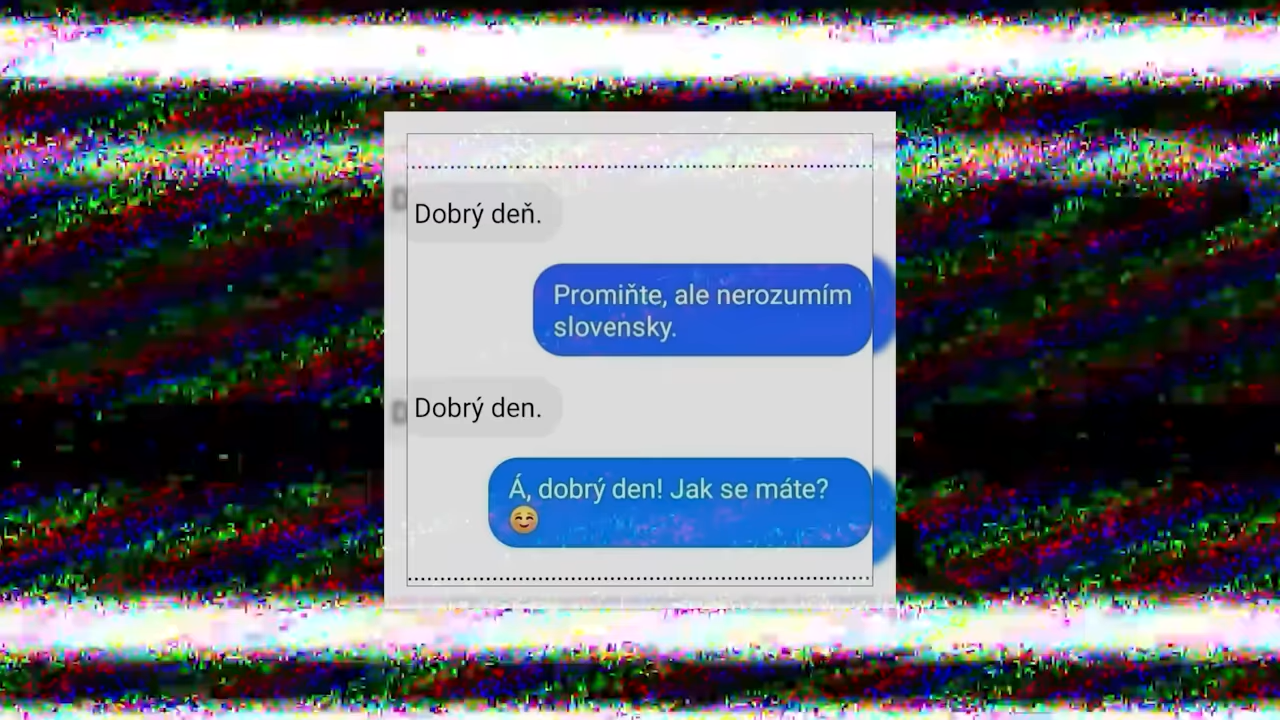 Dobrý deň.
Promiňte, ale nerozumím
slovensky.
Dobrý den.
Á, dobrý den! Jak se máte?
😊